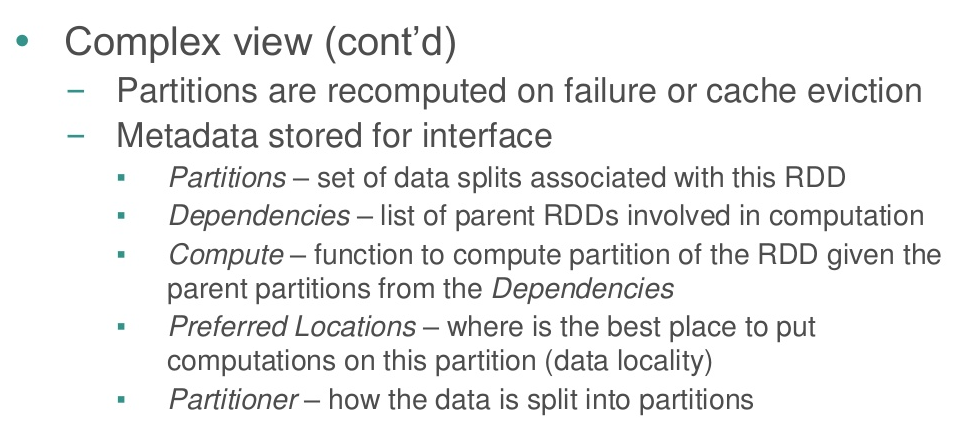 • Complex view (cont’d)
– Partitions are recomputed on failure or cache eviction
– Metadata stored for interface
▪ Partitions – set of data splits associated with this RDD
▪ Dependencies – list of parent RDDs involved in computation
▪ Compute – function to compute partition of the RDD given the
parent partitions from the Dependencies
▪ Preferred Locations – where is the best place to put
computations on this partition (data locality)
▪ Partitioner – how the data is split into partitions